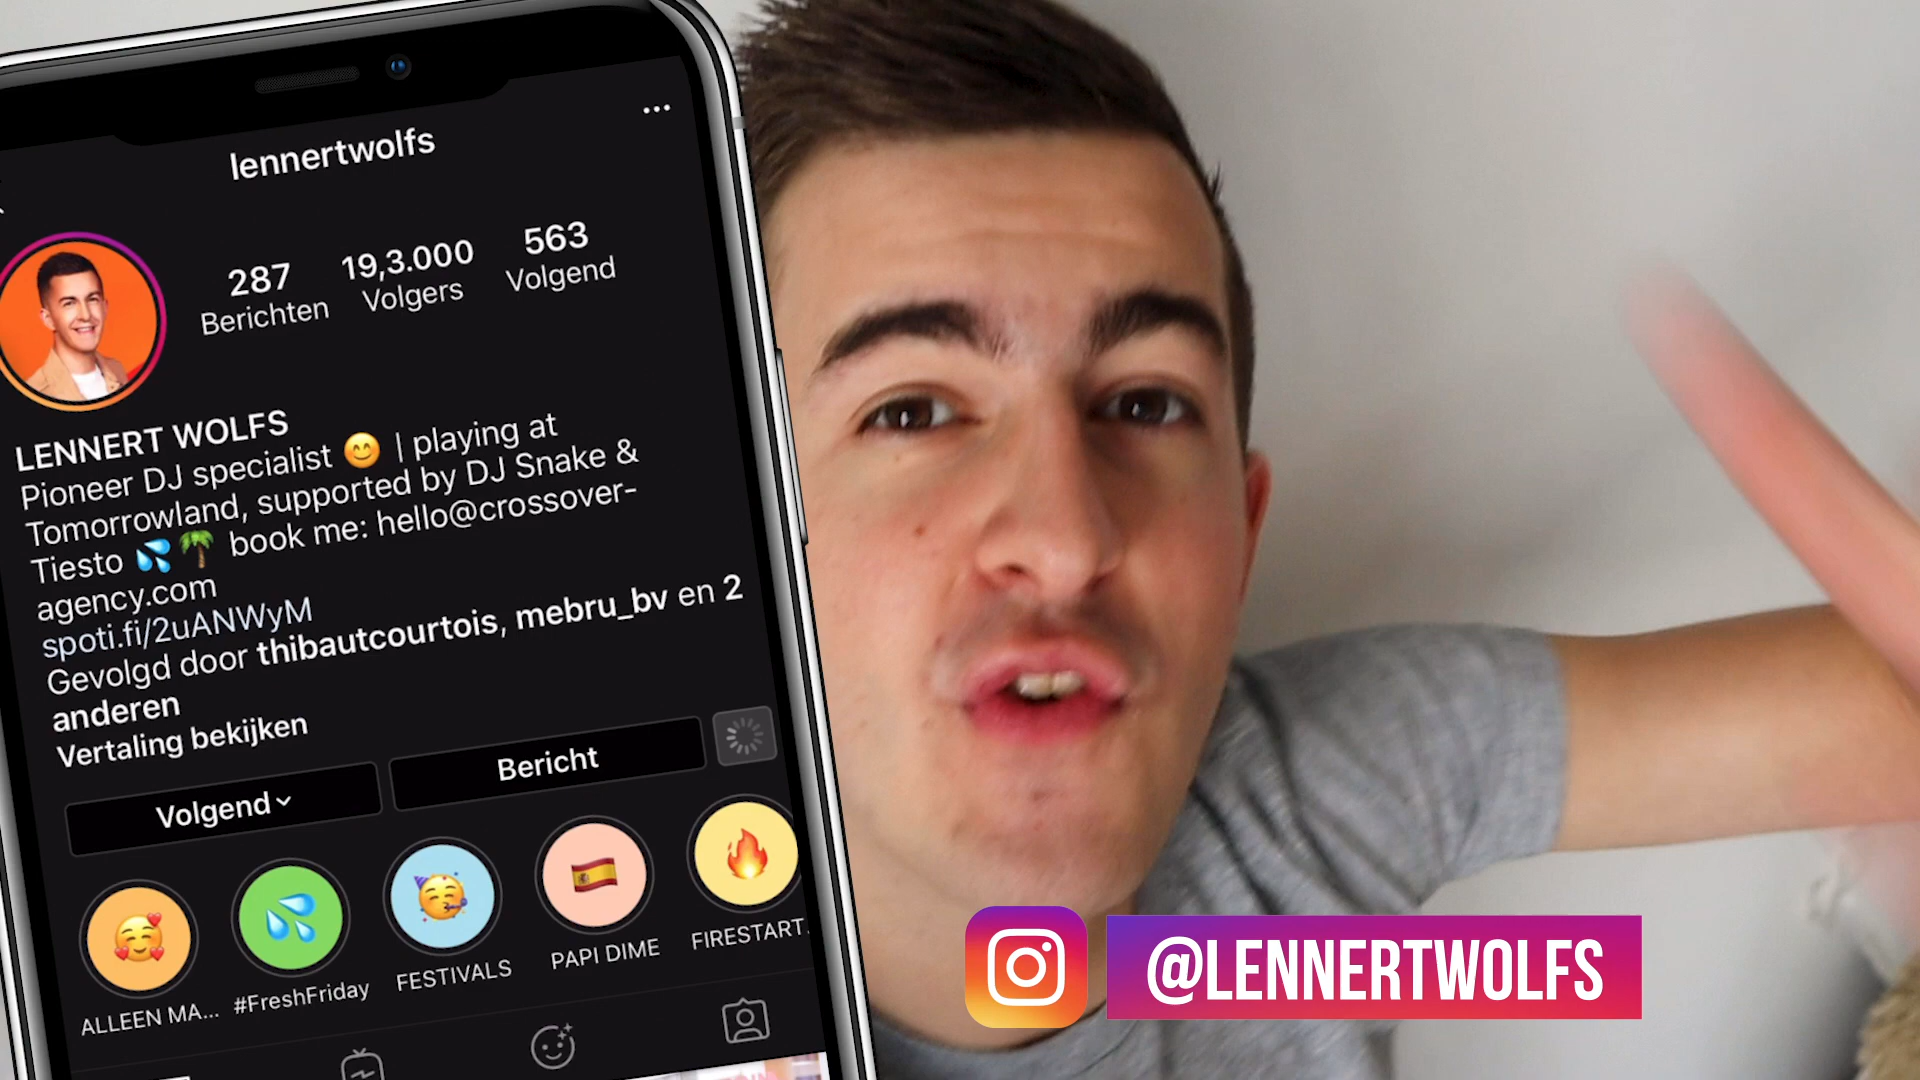 lennertwolfs
287
Berichten
19,3.000
Volgers
563
Volgend
LENNERT WOLFS
Pioneer DJ specialist 😊 | playing at
Tomorrowland, supported by DJ Snake &
Tiesto 💦🌴 book me: hello@crossover-
agency.com
spoti.fi/2uANWyM
Gevolgd door thibautcourtois, mebru_bv en 2
anderen
Vertaling bekijken
Volgend
Bericht
ALLEEN MA...
#FreshFriday
FESTIVALS
PAPI DIME
FIRESTART.
@LENNERTWOLFS